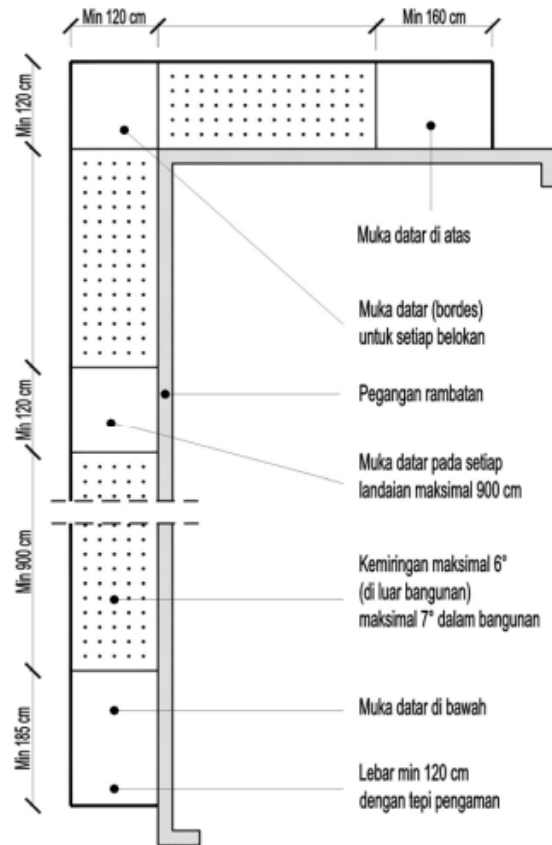 Min 120 cm
Min 160 cm
Min 120 cm
Muka datar di atas
Muka datar (bordes)
untuk setiap belokan
Min 120 cm
Pegangan rambatan
Muka datar pada setiap
landaian maksimal 900 cm
Min 900 cm
Kemiringan maksimal 6°
(di luar bangunan)
maksimal 7° dalam bangunan
Min 185 cm
Muka datar di bawah
Lebar min 120 cm
dengan tepi pengaman